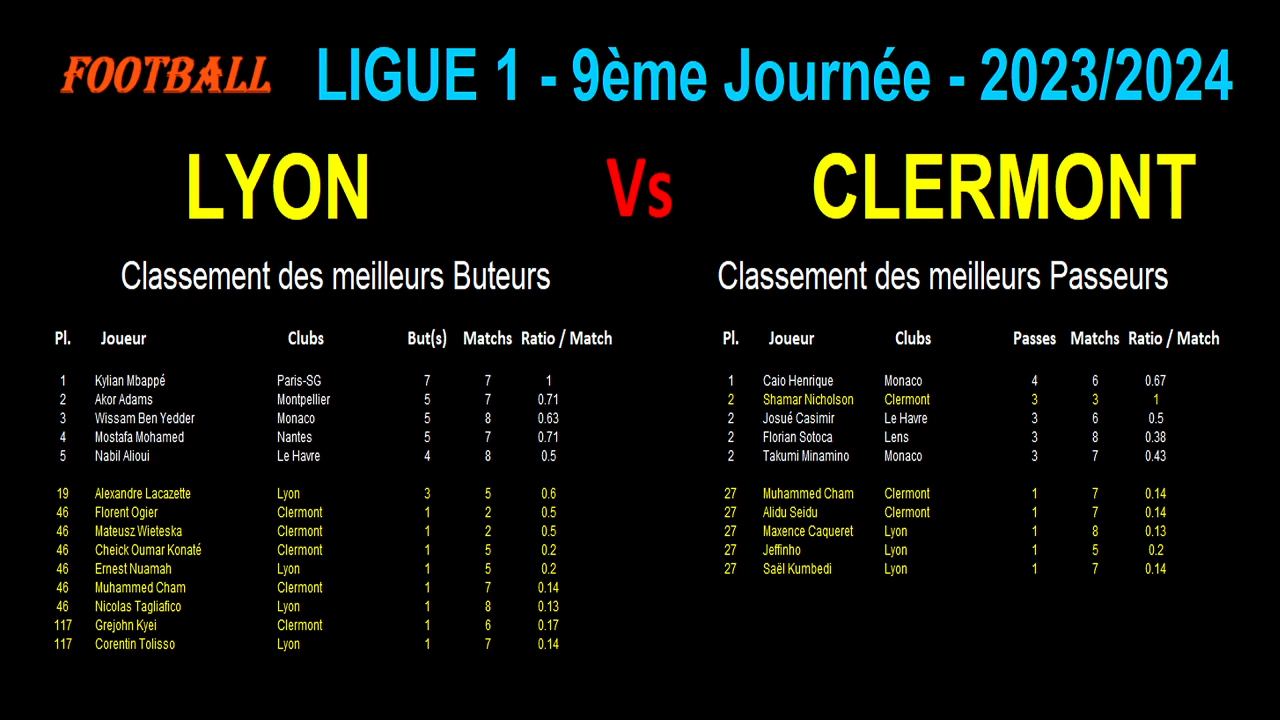 FOOTBALL LIGUE 1 - 9ème Journée - 2023/2024
LYON Vs CLERMONT
Classement des meilleurs Buteurs
Pl. Joueur Clubs But(s) Matchs Ratio / Match
1 Kylian Mbappé Paris-SG 7 7 1
2 Akor Adams Montpellier 5 7 0.71
3 Wissam Ben Yedder Monaco 5 8 0.63
4 Mostafa Mohamed Nantes 5 7 0.71
5 Nabil Alioui Le Havre 4 8 0.5
19 Alexandre Lacazette Lyon 3 5 0.6
46 Florent Ogier Clermont 1 2 0.5
46 Mateusz Wieteska Clermont 1 2 0.5
46 Cheick Oumar Konaté Clermont 1 5 0.2
46 Ernest Nuamah Lyon 1 5 0.2
46 Muhammed Cham Clermont 1 7 0.14
46 Nicolas Tagliafico Lyon 1 8 0.13
117 Grejohn Kyei Clermont 1 6 0.17
117 Corentin Tolisso Lyon 1 7 0.14
Classement des meilleurs Passeurs
Pl. Joueur Clubs Passes Matchs Ratio / Match
1 Caio Henrique Monaco 4 6 0.67
2 Shamar Nicholson Clermont 3 3 1
2 Josué Casimir Le Havre 3 6 0.5
2 Florian Sotoca Lens 3 8 0.38
2 Takumi Minamino Monaco 3 7 0.43
27 Muhammed Cham Clermont 1 7 0.14
27 Alidu Seidu Clermont 1 7 0.14
27 Maxence Caqueret Lyon 1 8 0.13
27 Jeffinho Lyon 1 5 0.2
27 Saël Kumbedi Lyon 1 7 0.14